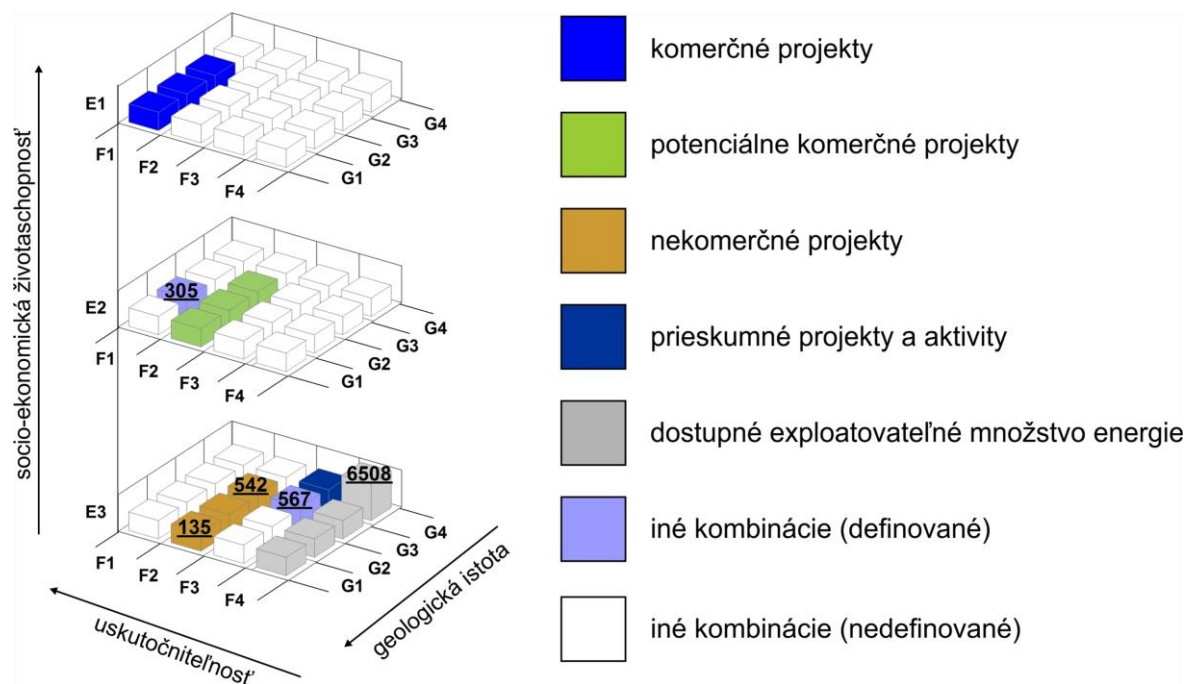 E1
F1
F2
F3
F4
G1
G2
G3
G4
305
E2
F1
F2
F3
F4
G1
G2
G3
G4
542
567
6508
135
E3
F1
F2
F3
F4
G1
G2
G3
G4
socio-ekonomická životaschopnosť
uskutočniteľnosť
geologická istota
komerčné projekty
potenciálne komerčné projekty
nekomerčné projekty
prieskumné projekty a aktivity
dostupné exploatovateľné množstvo energie
iné kombinácie (definované)
iné kombinácie (nedefinované)